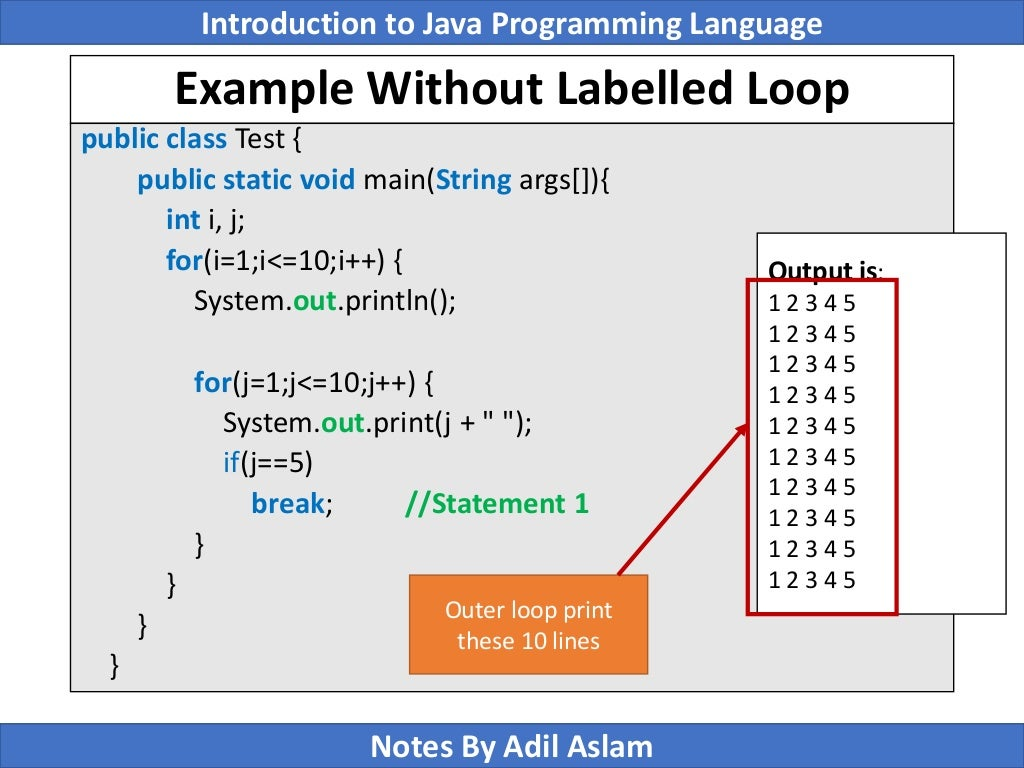 Introduction to Java Programming Language
Example Without Labelled Loop
public class Test {
public static void main(String args[]){
int i, j;
for(i=1;i<=10;i++) {
System.out.println();
for(j=1;j<=10;j++) {
System.out.print(j + " ");
if(j==5)
break; //Statement 1
}
}
}
}
Output is:
1 2 3 4 5
1 2 3 4 5
1 2 3 4 5
1 2 3 4 5
1 2 3 4 5
1 2 3 4 5
1 2 3 4 5
1 2 3 4 5
1 2 3 4 5
1 2 3 4 5
Outer loop print
these 10 lines
Notes By Adil Aslam